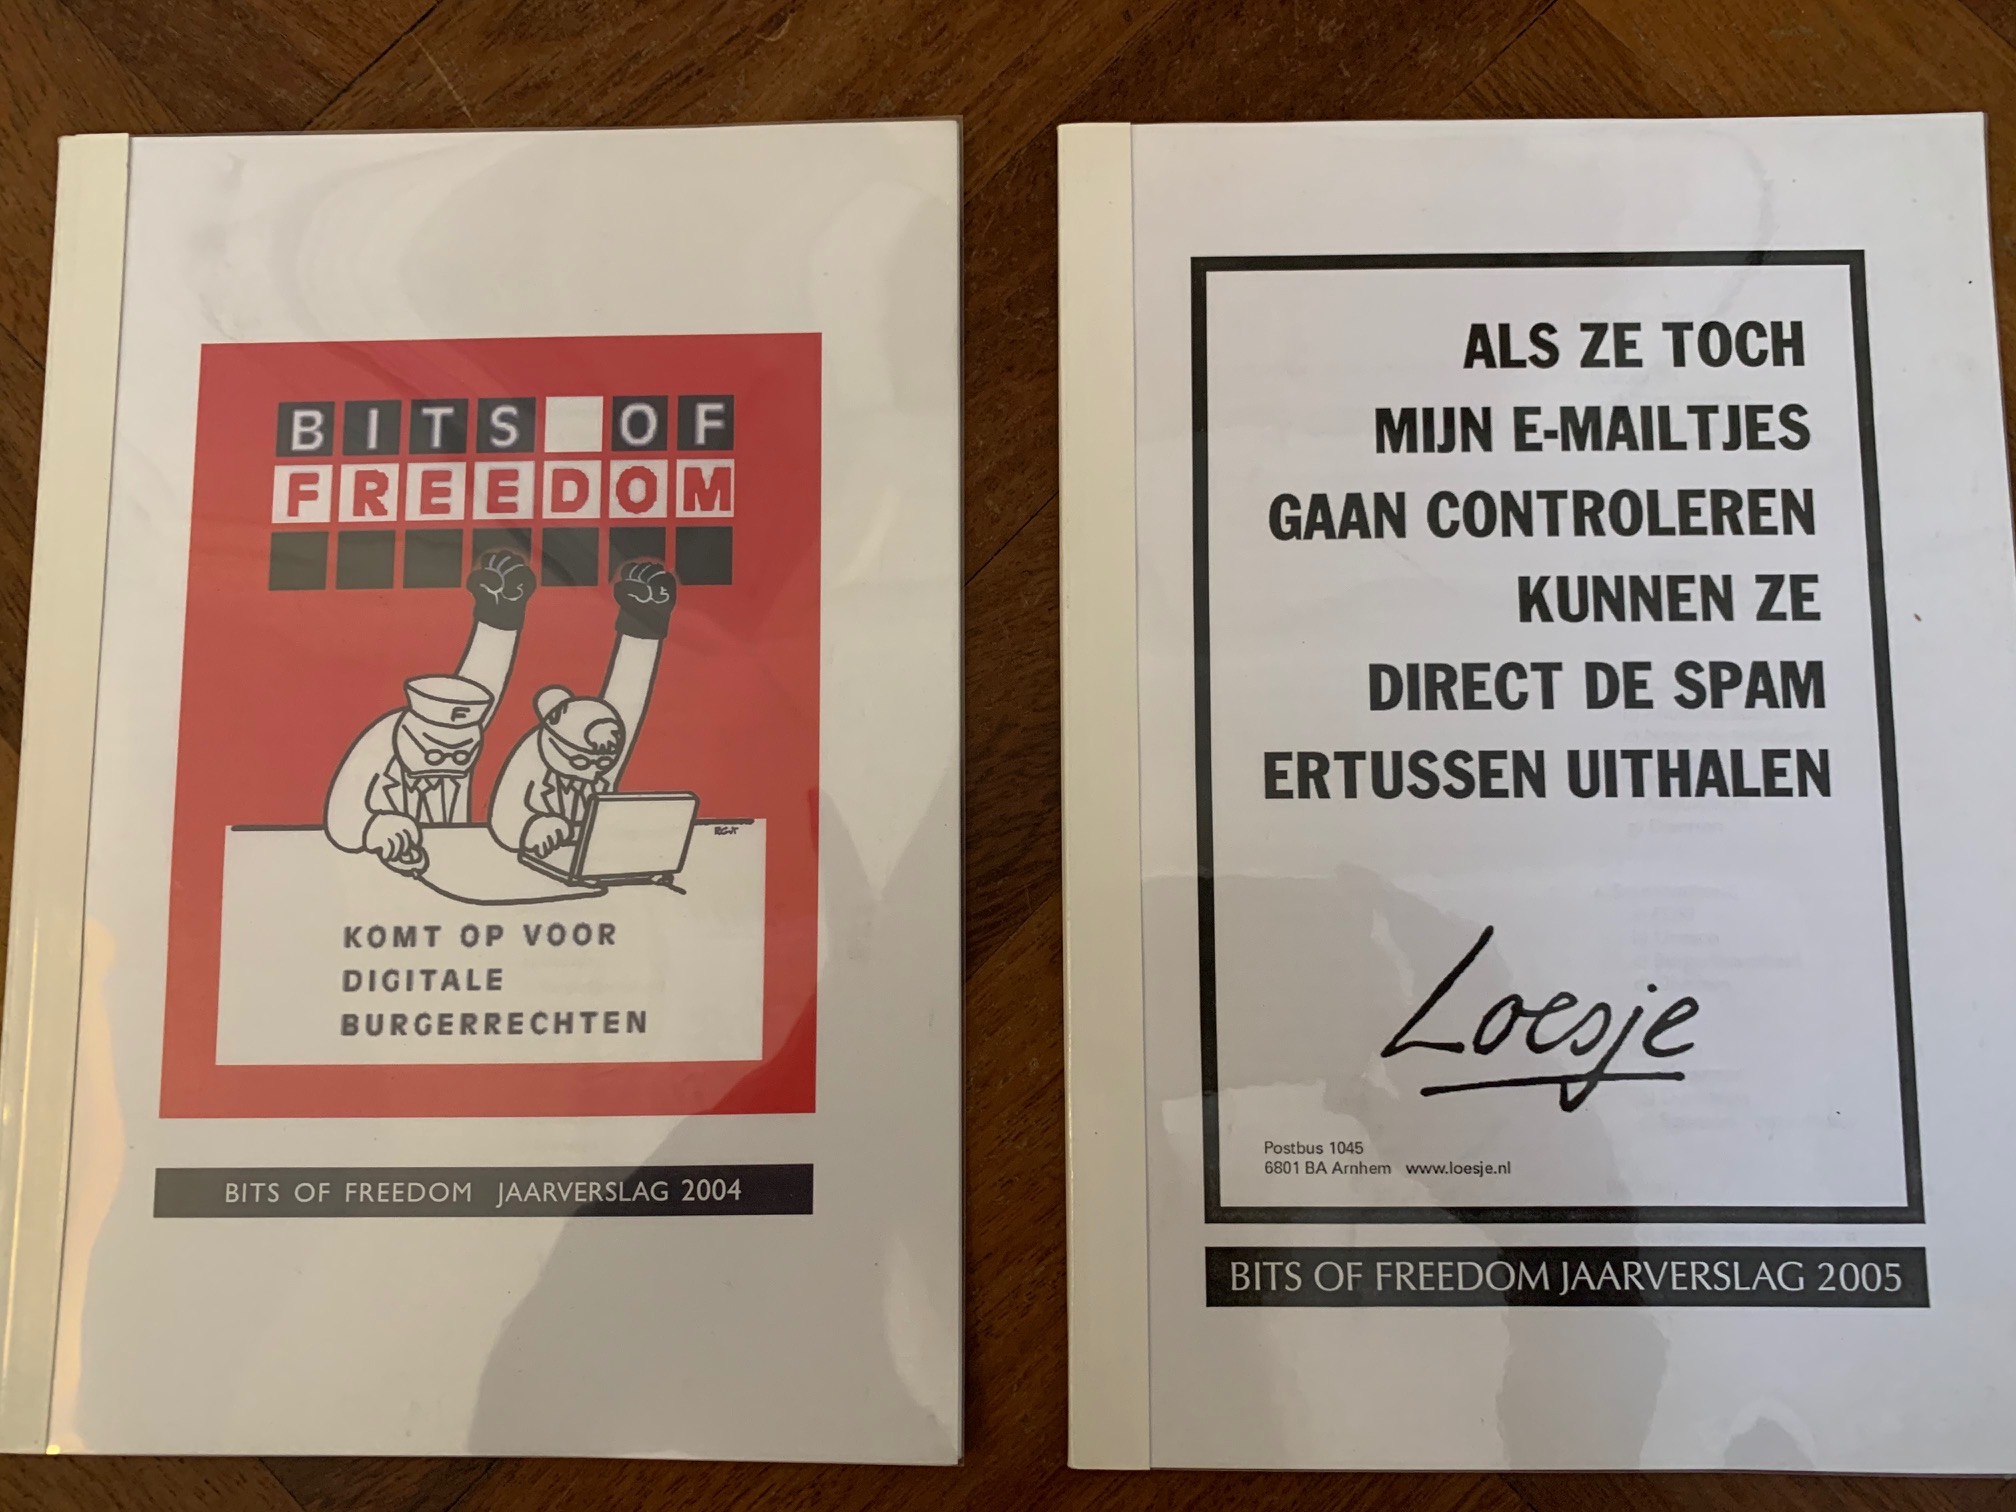 BITS OF
FREEDOM
F
KOMT OP VOOR
DIGITALE
BURGERRECHTEN
BITS OF FREEDOM JAARVERSLAG 2004
ALS ZE TOCH
MIJN E-MAILTJES
GAAN CONTROLEREN
KUNNEN ZE
DIRECT DE SPAM
ERTUSSEN UITHALEN
Loesje
Postbus 1045
6801 BA Arnhem www.loesje.nl
BITS OF FREEDOM JAARVERSLAG 2005